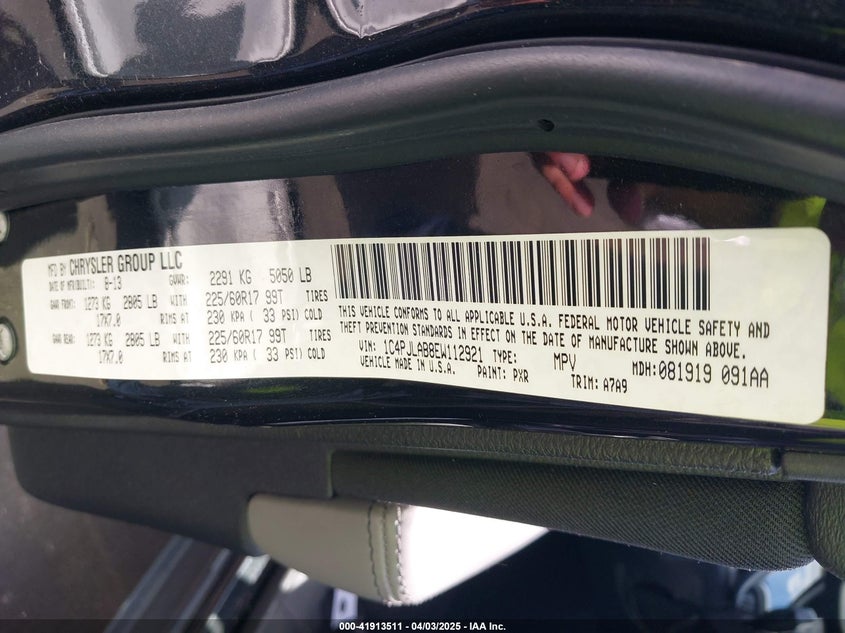 MFD BY CHRYSLER GROUP LLC
DATE OF MFR(BUILT): 8-13 GVWR: 2291 KG 5050 LB
GAWR FRONT: 1273 KG 2805 LB WITH 225/60R17 99T TIRES
17X7.0 RIMS AT 230 KPA ( 33 PSI) COLD
GAWR REAR: 1273 KG 2805 LB WITH 225/60R17 99T TIRES
17X7.0 RIMS AT 230 KPA ( 33 PSI) COLD
THIS VEHICLE CONFORMS TO ALL APPLICABLE U.S.A. FEDERAL MOTOR VEHICLE SAFETY AND
THEFT PREVENTION STANDARDS IN EFFECT ON THE DATE OF MANUFACTURE SHOWN ABOVE.
VIN: 1C4PJLAB8EW112921 TYPE: MPV MDH:081919 091AA
VEHICLE MADE IN U.S.A. PAINT: PXR TRIM: A7A9
000-41913511 - 04/03/2025 - IAA Inc.